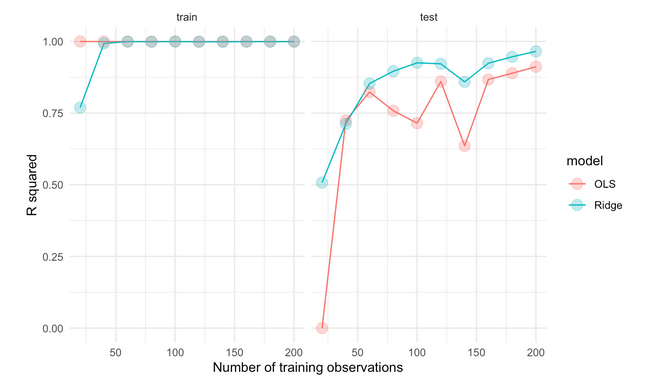 train
test
1.00
0.75
0.50
0.25
0.00
R squared
50
100
150
200
50
100
150
200
Number of training observations
model
OLS
Ridge